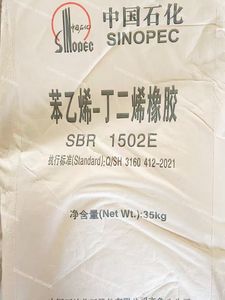 中国石化
Sinopec
SINOPEC
苯乙烯-丁二烯橡胶
SBR 1502E
执行标准(Standard):Q/SH 3160 412-2021
净含量(Net Wt.):35kg